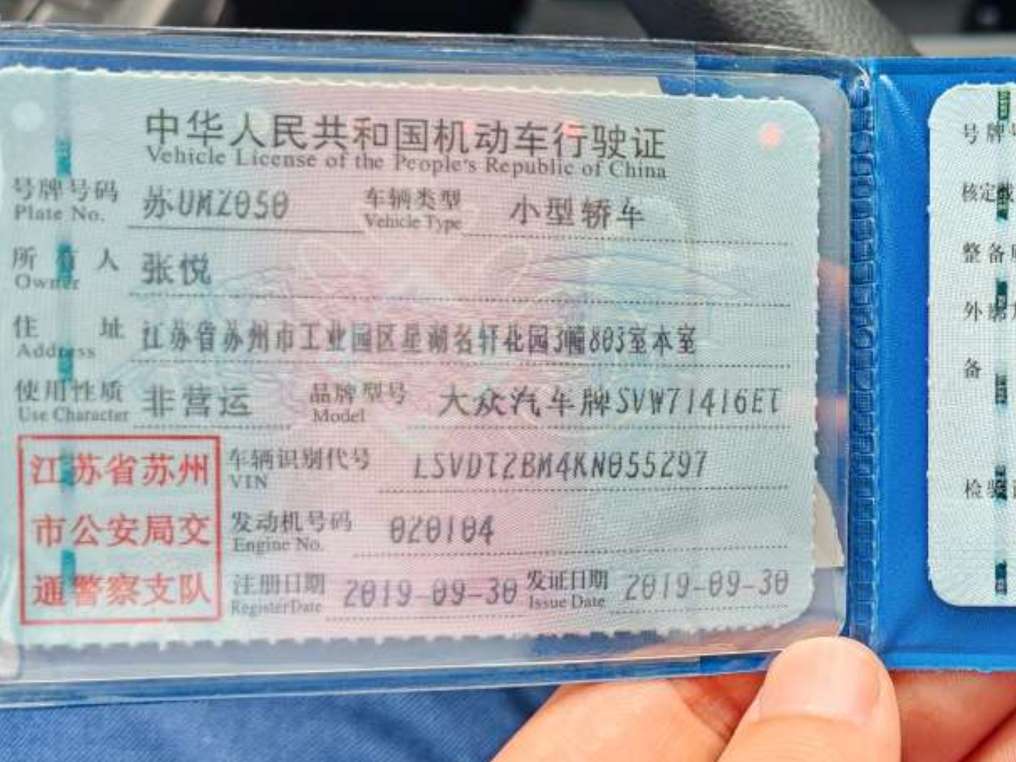 中华人民共和国机动车行驶证
Vehicle License of the People's Republic of China
号牌号码 苏UMZ050 车辆类型 小型轿车
Plate No. Vehicle Type
所有人 张悦
Owner
住址 江苏省苏州市工业园区星湖名轩花园3幢803室本室
Address
使用性质 非营运 品牌型号 大众汽车牌SVW71416ET
Use Character Model
江苏省苏州
市公安局交
通警察支队
车辆识别代号 LSVDT2BM4KN055297
VIN
发动机号码 020104
Engine No.
注册日期 2019-09-30 发证日期 2019-09-30
Register Date Issue Date
号牌
核定
整备
外
备
检验